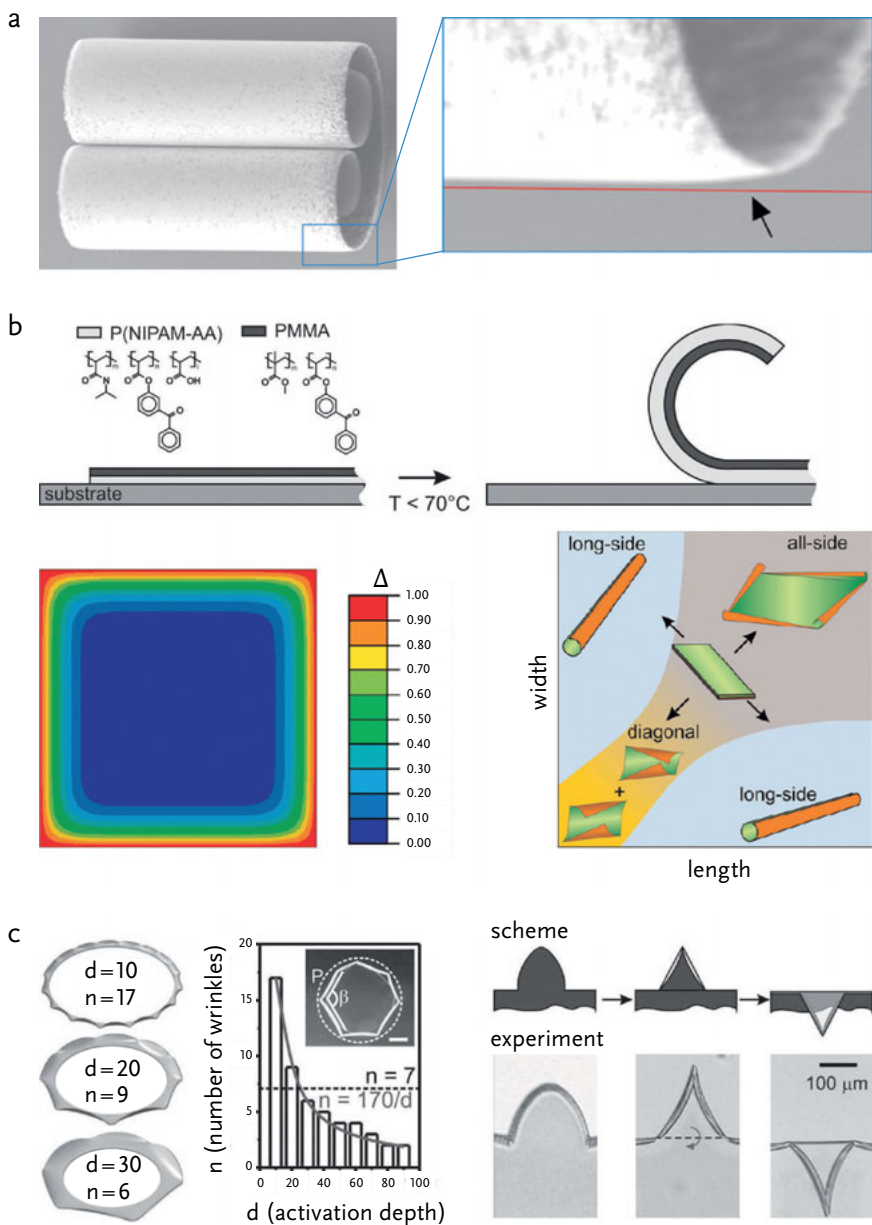 a
b
P(NIPAM-AA)
PMMA
substrate
T < 70°C
Δ
1.00
0.90
0.80
0.70
0.60
0.50
0.40
0.30
0.20
0.10
0.00
long-side
all-side
width
diagonal
+
long-side
length
c
d=10
n=17
d=20
n=9
d=30
n=6
n (number of wrinkles)
20
15
10
5
0
P
β
n = 7
n = 170/d
0 20 40 60 80 100
d (activation depth)
scheme
experiment
100 μm